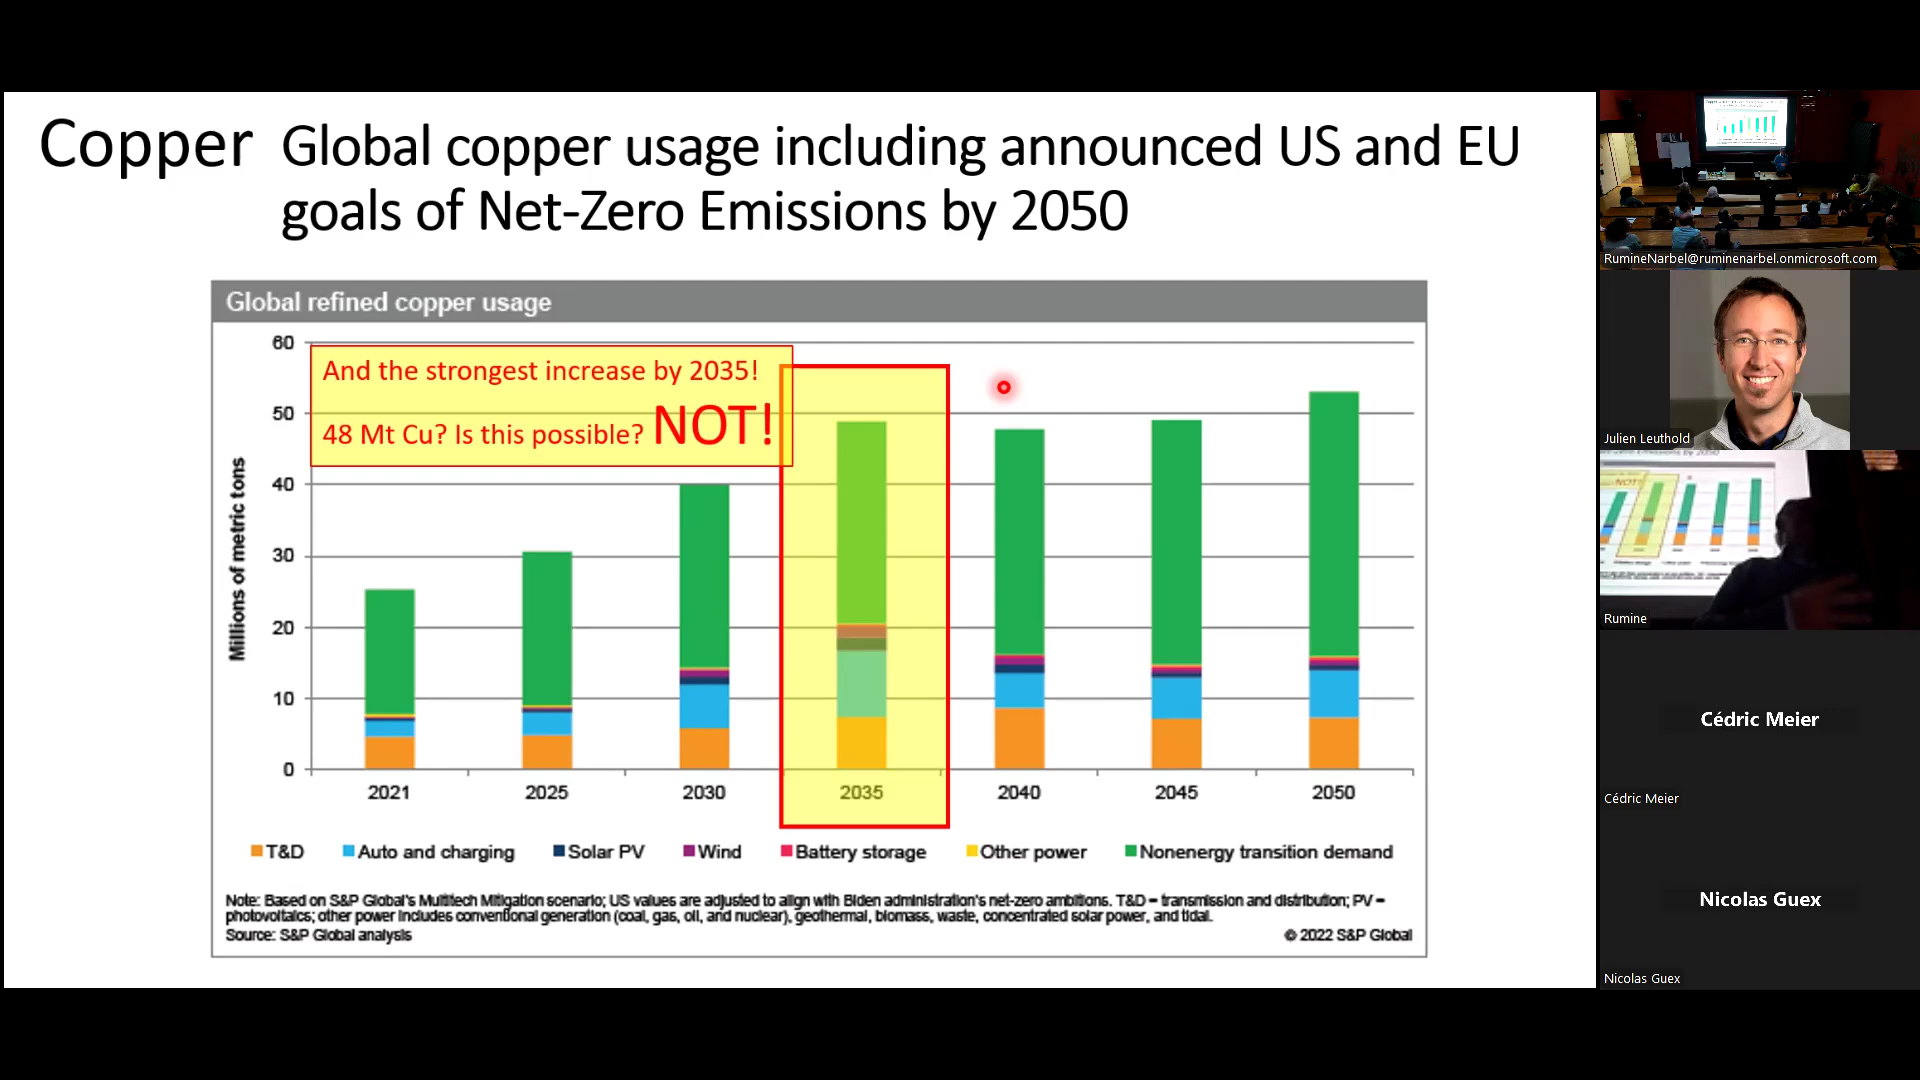 Copper Global copper usage including announced US and EU
goals of Net-Zero Emissions by 2050
Global refined copper usage
And the strongest increase by 2035!
48 Mt Cu? Is this possible? NOT!
Millions of metric tons
60
50
40
30
20
10
0
2021 2025 2030 2035 2040 2045 2050
T&D Auto and charging Solar PV Wind Battery storage Other power Nonenergy transition demand
Note: Based on S&P Global's Multitech Mitigation scenario; US values are adjusted to align with Biden administration's net-zero ambitions. T&D = transmission and distribution; PV =
photovoltaics; other power includes conventional generation (coal, gas, oil, and nuclear), geothermal, biomass, waste, concentrated solar power, and tidal.
Source: S&P Global analysis
© 2022 S&P Global
RumineNarbel@ruminenarbel.onmicrosoft.com
Julien Leuthold
NOT!
Rumine
Cédric Meier
Cédric Meier
Nicolas Guex
Nicolas Guex